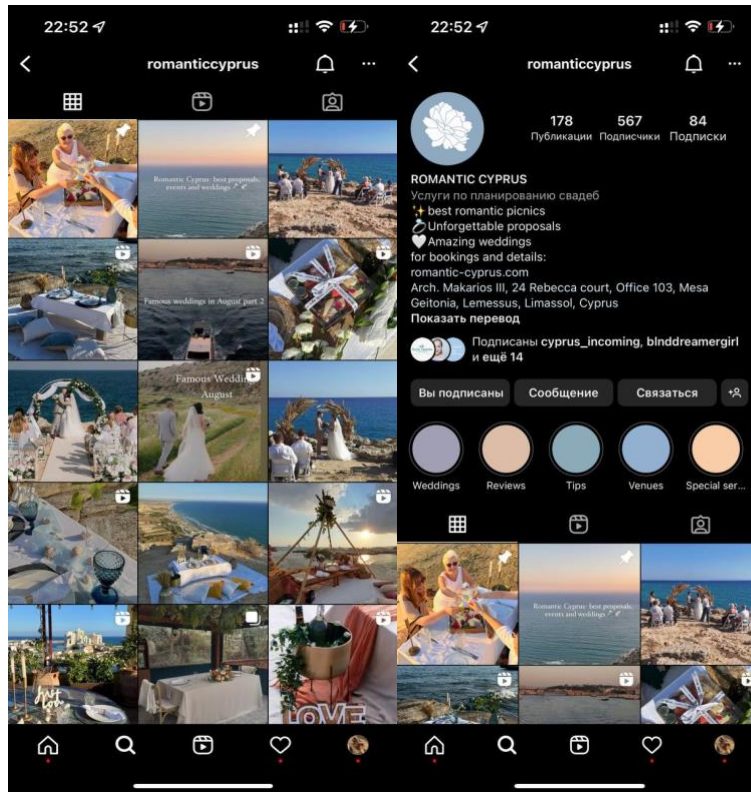 22:52
romanticcyprus
Romantic Cyprus: best proposals,
events and weddings
Famous weddings in August part 2
Famous Weddin
August
just
love
LOVE
22:52
romanticcyprus
178 567 84
Публикации Подписчики Подписки
ROMANTIC CYPRUS
Услуги по планированию свадеб
best romantic picnics
Unforgettable proposals
Amazing weddings
for bookings and details:
romantic-cyprus.com
Arch. Makarios III, 24 Rebecca court, Office 103, Mesa
Geitonia, Lemessus, Limassol, Cyprus
Показать перевод
Подписаны cyprus_incoming, blnddreamergirl
и ещё 14
Вы подписаны Сообщение Связаться
Weddings Reviews Tips Venues Special ser...
Romantic Cyprus: best proposals,
events and weddings